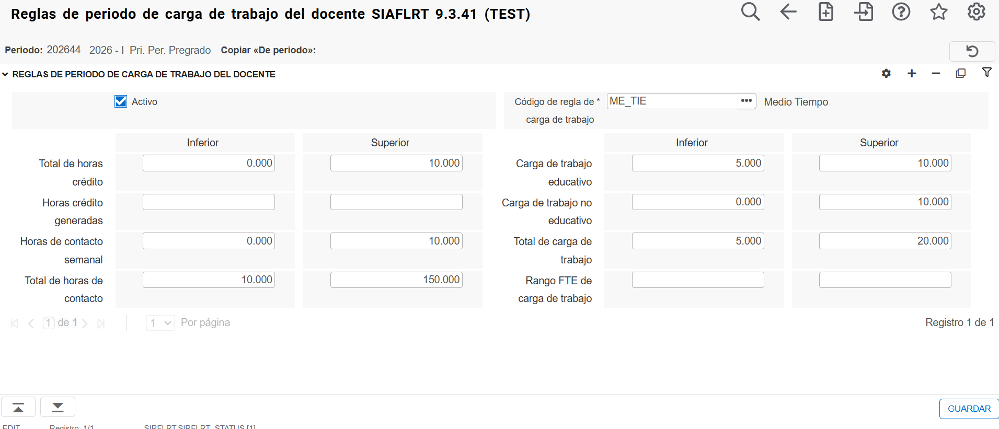 Reglas de periodo de carga de trabajo del docente SIAFLRT 9.3.41 (TEST)
Periodo: 202644 2026 - I Pri. Per. Pregrado Copiar «De periodo»:
REGLAS DE PERIODO DE CARGA DE TRABAJO DEL DOCENTE
Activo
Código de regla de * ME_TIE ••• Medio Tiempo
carga de trabajo
Inferior Superior
Total de horas 0.000 10.000
crédito
Horas crédito
generadas
Horas de contacto 0.000 10.000
semanal
Total de horas de 10.000 150.000
contacto
Inferior Superior
Carga de trabajo 5.000 10.000
educativo
Carga de trabajo no 0.000 10.000
educativo
Total de carga de 5.000 20.000
trabajo
Rango FTE de
carga de trabajo
1 de 1 1 Por página Registro 1 de 1
GUARDAR
EDIT Registro: 1/1 SIRFLRT.SIRFLRT_STATUS [1]